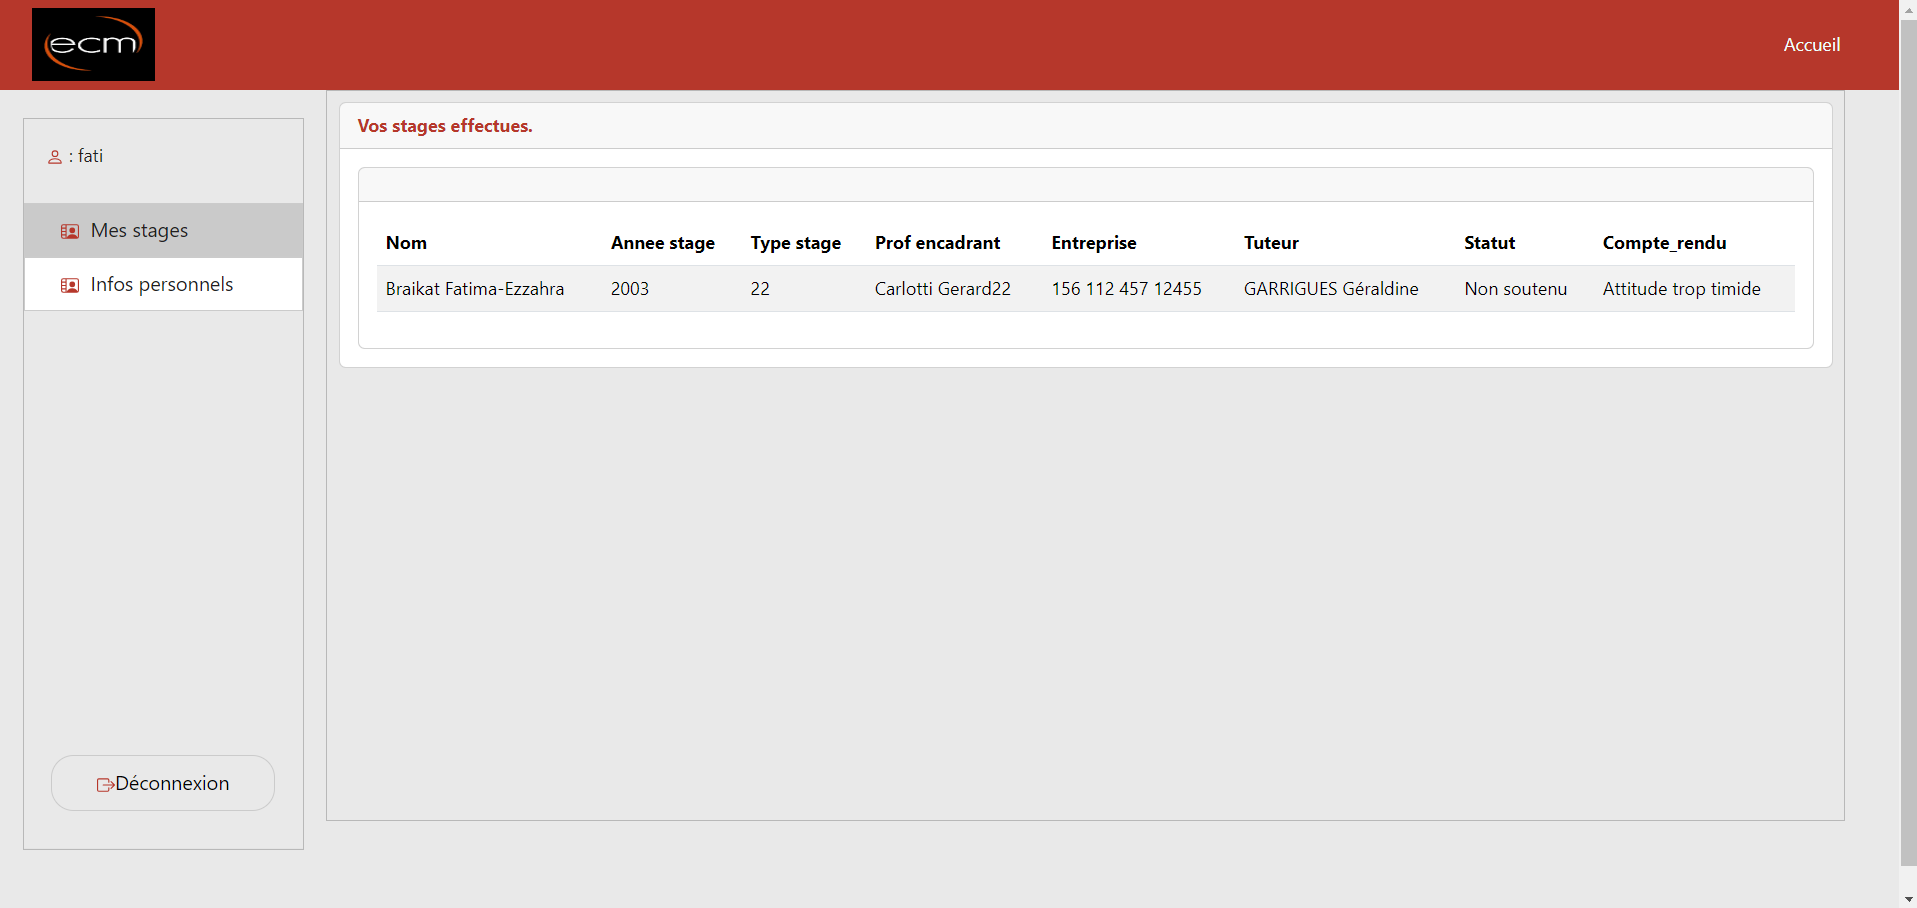 ecm
Accueil
: fati
Mes stages
Infos personnels
Déconnexion
Vos stages effectues.
Nom Annee stage Type stage Prof encadrant Entreprise Tuteur Statut Compte_rendu
Braikat Fatima-Ezzahra 2003 22 Carlotti Gerard22 156 112 457 12455 GARRIGUES Géraldine Non soutenu Attitude trop timide